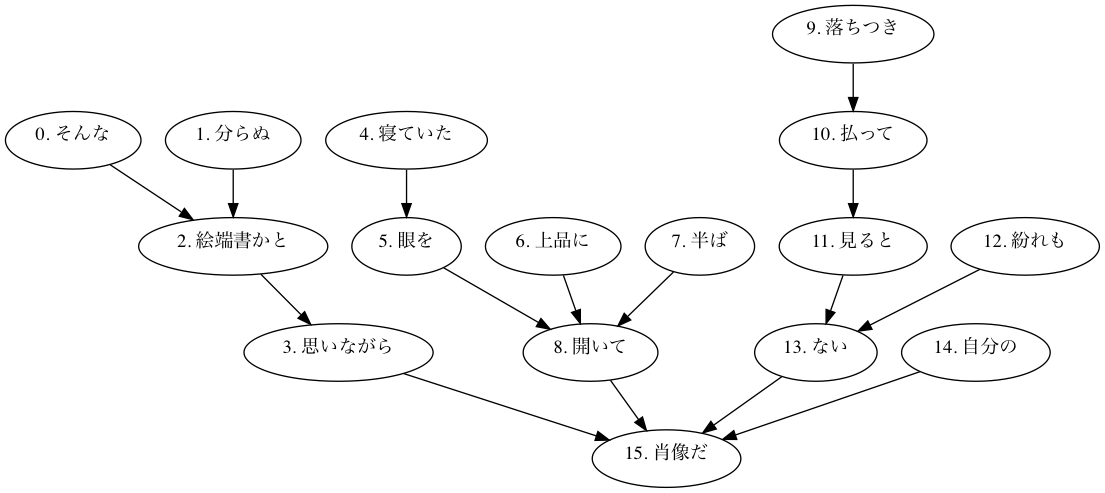 0. そんな
1. 分らぬ
2. 絵端書かと
3. 思いながら
4. 寝ていた
5. 眼を
6. 上品に
7. 半ば
8. 開いて
9. 落ちつき
10. 払って
11. 見ると
12. 紛れも
13. ない
14. 自分の
15. 肖像だ